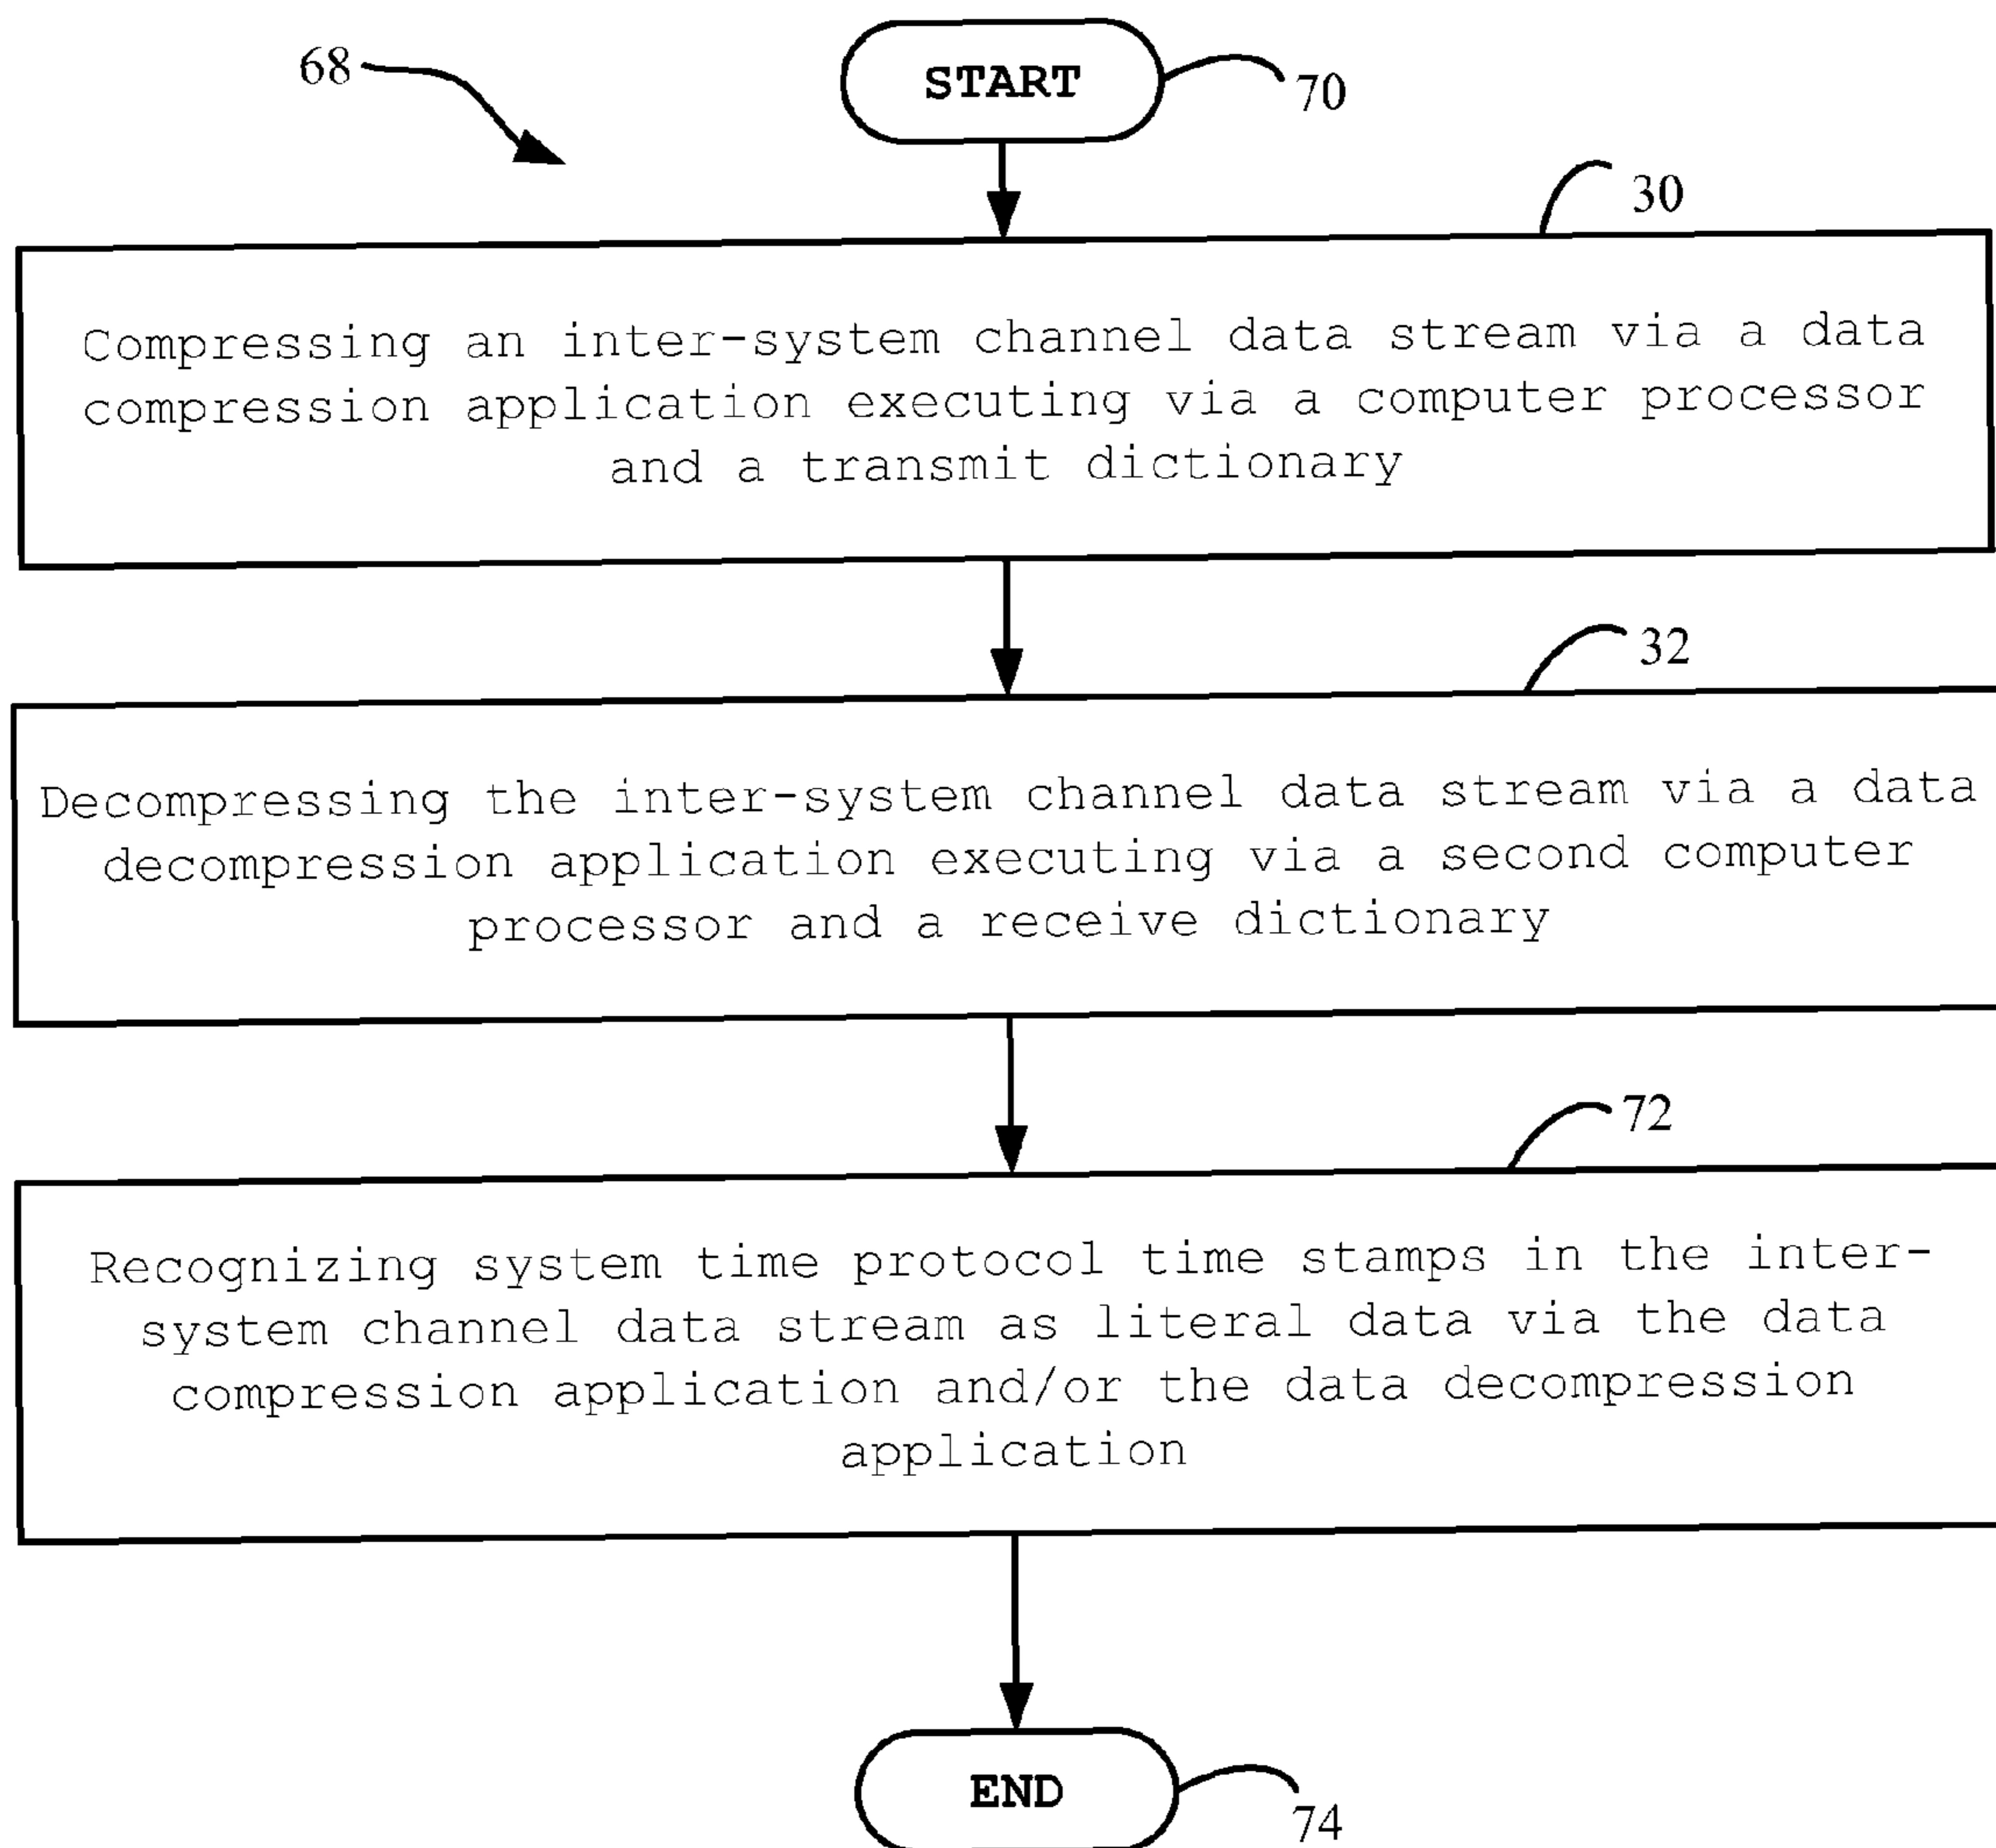 68
START
70
30
Compressing an inter-system channel data stream via a data
compression application executing via a computer processor
and a transmit dictionary
32
Decompressing the inter-system channel data stream via a data
decompression application executing via a second computer
processor and a receive dictionary
72
Recognizing system time protocol time stamps in the inter-
system channel data stream as literal data via the data
compression application and/or the data decompression
application
END
74